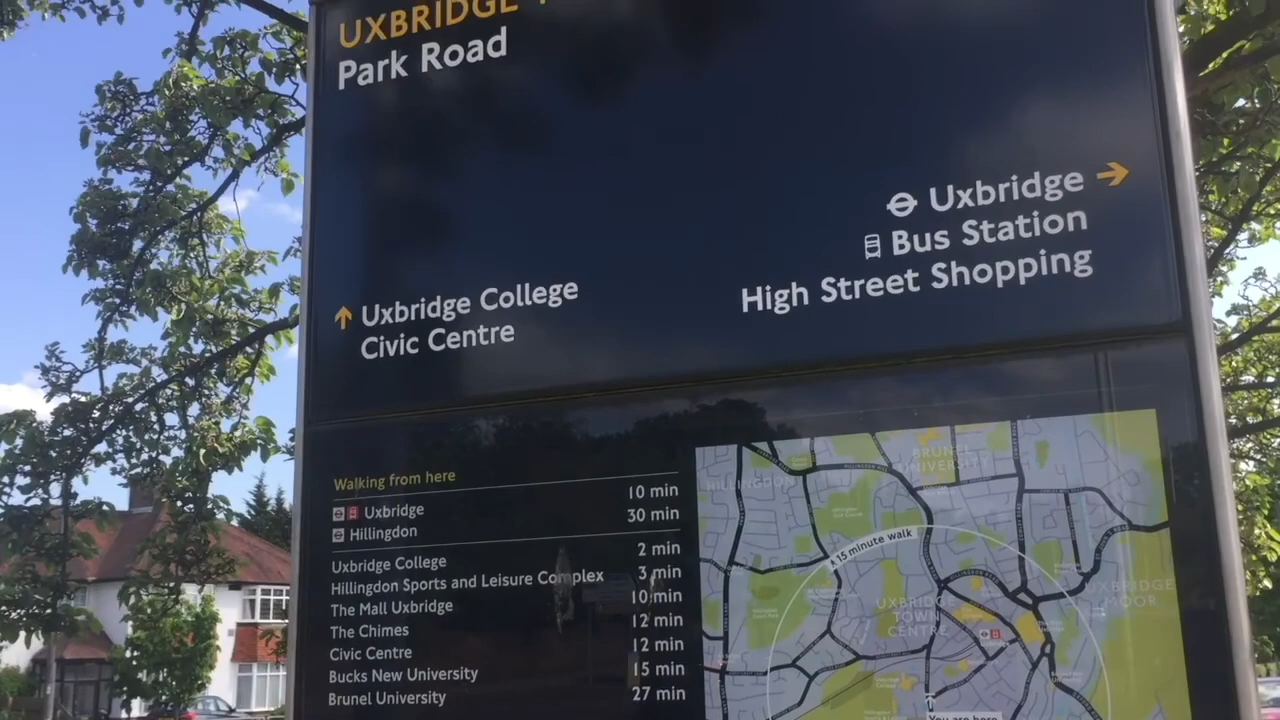 UXBRIDGE
Park Road
Uxbridge
Bus Station
High Street Shopping
Uxbridge College
Civic Centre
Walking from here
Uxbridge 10 min
Hillingdon 30 min
Uxbridge College 2 min
Hillingdon Sports and Leisure Complex 3 min
The Mall Uxbridge 10 min
The Chimes 12 min
Civic Centre 12 min
Bucks New University 15 min
Brunel University 27 min
BRUNEL
UNIVERSITY
HILLINGDON
A 15 minute walk
UXBRIDGE
MOOR
UXBRIDGE
TOWN
CENTRE
You are here